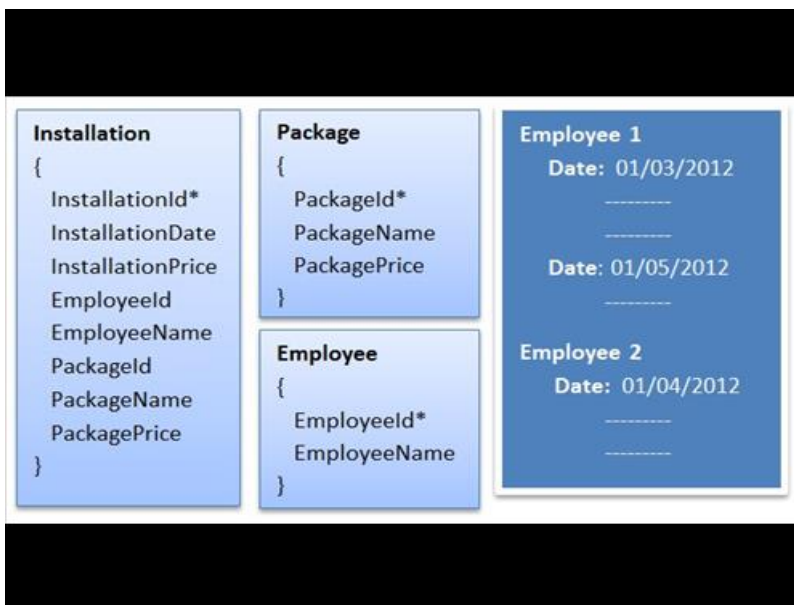 Installation
{
InstallationId*
InstallationDate
InstallationPrice
EmployeeId
EmployeeName
PackageId
PackageName
PackagePrice
}
Package
{
PackageId*
PackageName
PackagePrice
}
Employee
{
EmployeeId*
EmployeeName
}
Employee 1
Date: 01/03/2012
---------
---------
Date: 01/05/2012
---------
Employee 2
Date: 01/04/2012
---------
---------